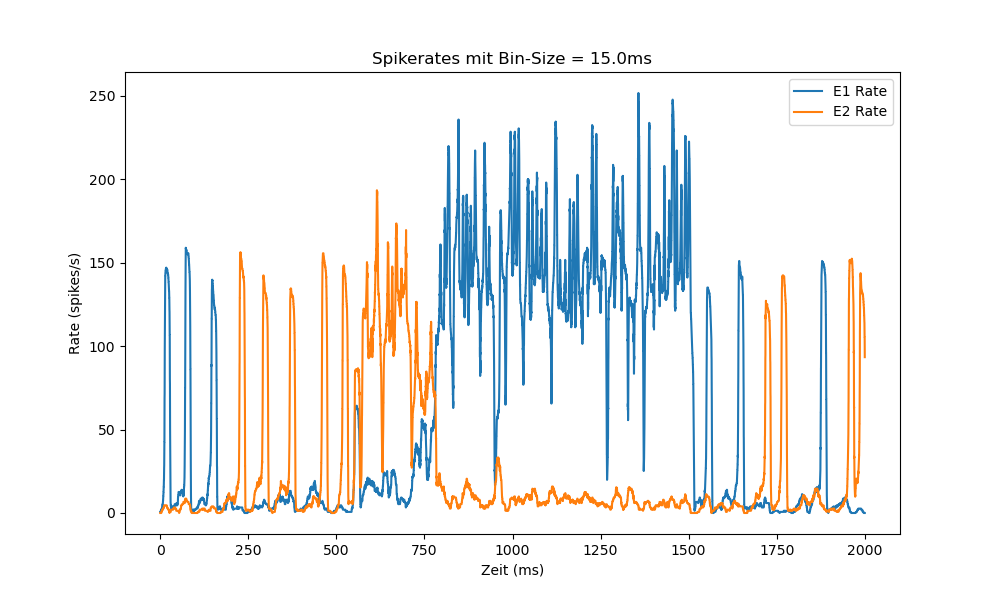 Spikerates mit Bin-Size = 15.0ms
E1 Rate
E2 Rate
Rate (spikes/s)
250
200
150
100
50
0
0 250 500 750 1000 1250 1500 1750 2000
Zeit (ms)